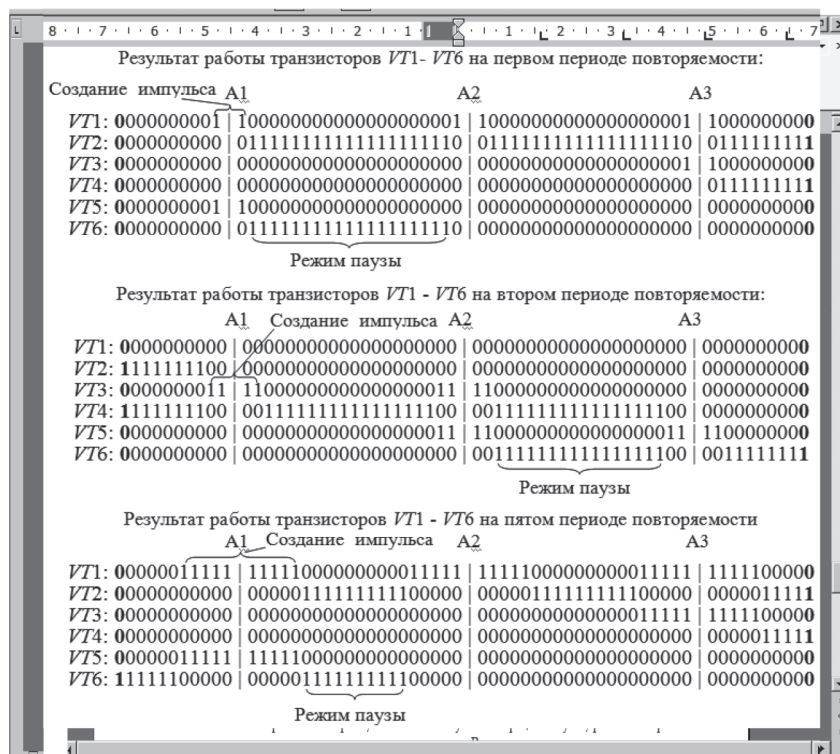 8 · 7 · 6 · 5 · 4 · 3 · 2 · 1 · 1 · 2 · 3 · 4 · 5 · 6 · 7
Результат работы транзисторов VT1- VT6 на первом периоде повторяемости:
Создание импульса A1 A2 A3
VT1: 0000000001 | 10000000000000000001 | 10000000000000000001 | 1000000000
VT2: 0000000000 | 01111111111111111110 | 01111111111111111110 | 0111111111
VT3: 0000000000 | 00000000000000000000 | 00000000000000000001 | 1000000000
VT4: 0000000000 | 00000000000000000000 | 00000000000000000000 | 0111111111
VT5: 0000000001 | 10000000000000000000 | 00000000000000000000 | 0000000000
VT6: 0000000000 | 01111111111111111110 | 00000000000000000000 | 0000000000
Режим паузы
Результат работы транзисторов VT1 - VT6 на втором периоде повторяемости:
A1 Создание импульса A2 A3
VT1: 0000000000 | 00000000000000000000 | 00000000000000000000 | 0000000000
VT2: 1111111100 | 00000000000000000000 | 00000000000000000000 | 0000000000
VT3: 0000000011 | 11000000000000000011 | 11000000000000000000 | 0000000000
VT4: 1111111100 | 00111111111111111100 | 00111111111111111100 | 0000000000
VT5: 0000000000 | 00000000000000000011 | 11000000000000000011 | 1100000000
VT6: 0000000000 | 00000000000000000000 | 00111111111111111100 | 0011111111
Режим паузы
Результат работы транзисторов VT1 - VT6 на пятом периоде повторяемости
A1 Создание импульса A2 A3
VT1: 00000011111 | 11111000000000011111 | 11111000000000011111 | 1111100000
VT2: 00000000000 | 00000111111111100000 | 00000111111111100000 | 0000011111
VT3: 00000000000 | 00000000000000000000 | 00000000000000011111 | 1111100000
VT4: 00000000000 | 00000000000000000000 | 00000000000000000000 | 0000011111
VT5: 00000011111 | 11111000000000000000 | 00000000000000000000 | 0000000000
VT6: 11111100000 | 00000111111111100000 | 00000000000000000000 | 0000000000
Режим паузы